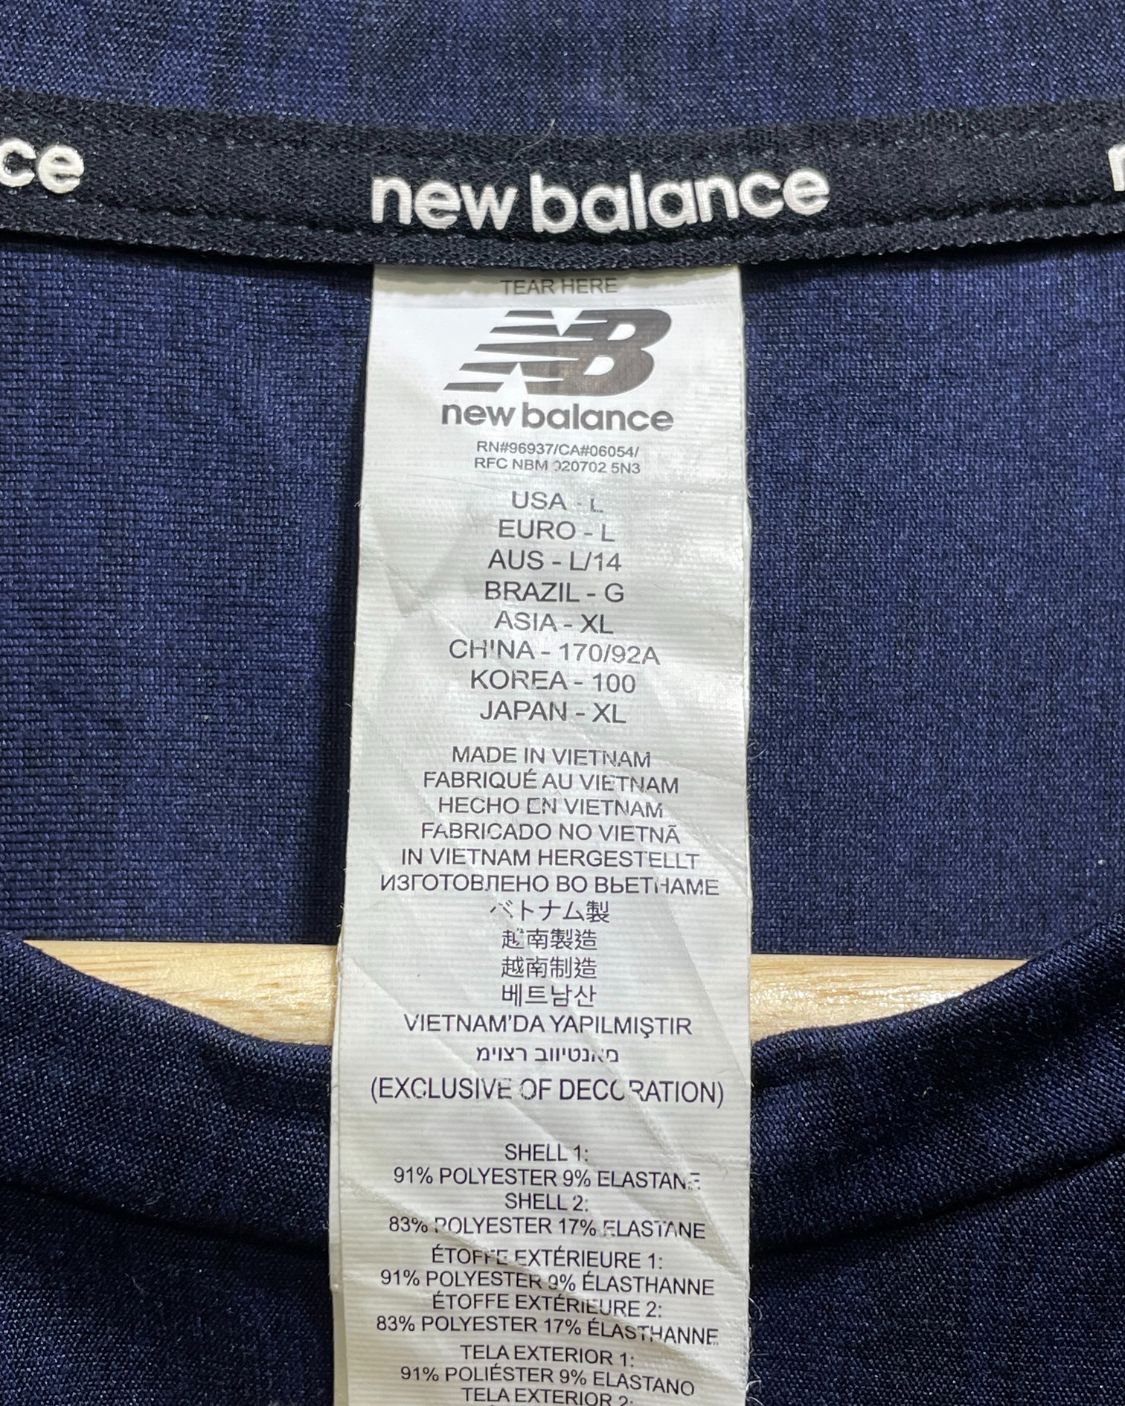 ce new balance
TEAR HERE
NB
new balance
RN#96937/CA#06054/
RFC NBM 020702 5N3
USA - L
EURO - L
AUS - L/14
BRAZIL - G
ASIA - XL
CHINA - 170/92A
KOREA - 100
JAPAN - XL
MADE IN VIETNAM
FABRIQUÉ AU VIETNAM
HECHO EN VIETNAM
FABRICADO NO VIETNÃ
IN VIETNAM HERGESTELLT
ИЗГОТОВЛЕНО ВО ВЬЕТНАМЕ
ベトナム製
越南製造
越南制造
베트남산
VIETNAM'DA YAPILMIŞTIR
(EXCLUSIVE OF DECORATION)
SHELL 1:
91% POLYESTER 9% ELASTANE
SHELL 2:
83% POLYESTER 17% ELASTANE
ÉTOFFE EXTÉRIEURE 1:
91% POLYESTER 9% ÉLASTHANNE
ÉTOFFE EXTÉRIEURE 2:
83% POLYESTER 17% ÉLASTHANNE
TELA EXTERIOR 1:
91% POLIÉSTER 9% ELASTANO
TELA EXTERIOR 2: